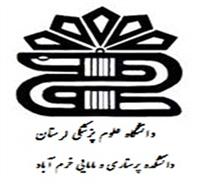 دانشگاه علوم پزشکی لرستان
دانشکده پرستاری و مامایی خرم آباد